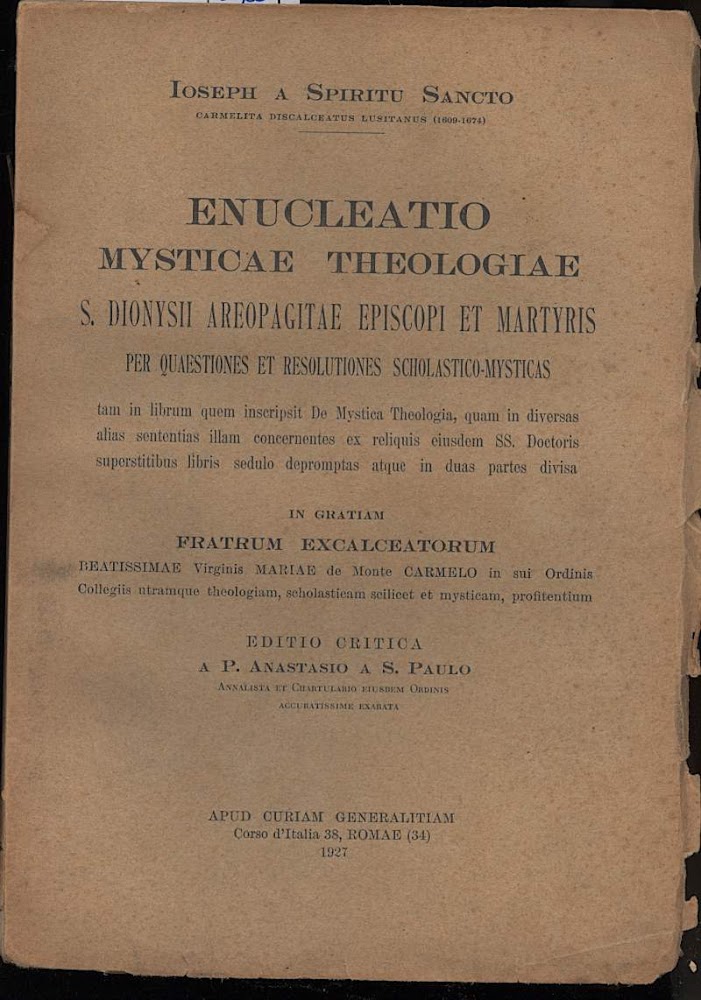 IOSEPH A SPIRITU SANCTO
CARMELITA DISCALCEATUS LUSITANUS (1609-1674)
ENUCLEATIO
MYSTICAE THEOLOGIAE
S. DIONYSII AREOPAGITAE EPISCOPI ET MARTYRIS
PER QUAESTIONES ET RESOLUTIONES SCHOLASTICO-MYSTICAS
tam in librum quem inscripsit De Mystica Theologia, quam in diversas
alias sententias illam concernentes ex reliquis eiusdem SS. Doctoris
superstitibus libris sedulo depromptas atque in duas partes divisa
IN GRATIAM
FRATRUM EXCALCEATORUM
BEATISSIMAE Virginis MARIAE de Monte CARMELO in sui Ordinis
Collegiis utramque theologiam, scholasticam scilicet et mysticam, profitentium
EDITIO CRITICA
A P. ANASTASIO A S. PAULO
ANNALISTA ET CHARTULARIO EIUSDEM ORDINIS
ACCURATISSIME EXARATA
APUD CURIAM GENERALITIAM
Corso d'Italia 38, ROMAE (34)
1927